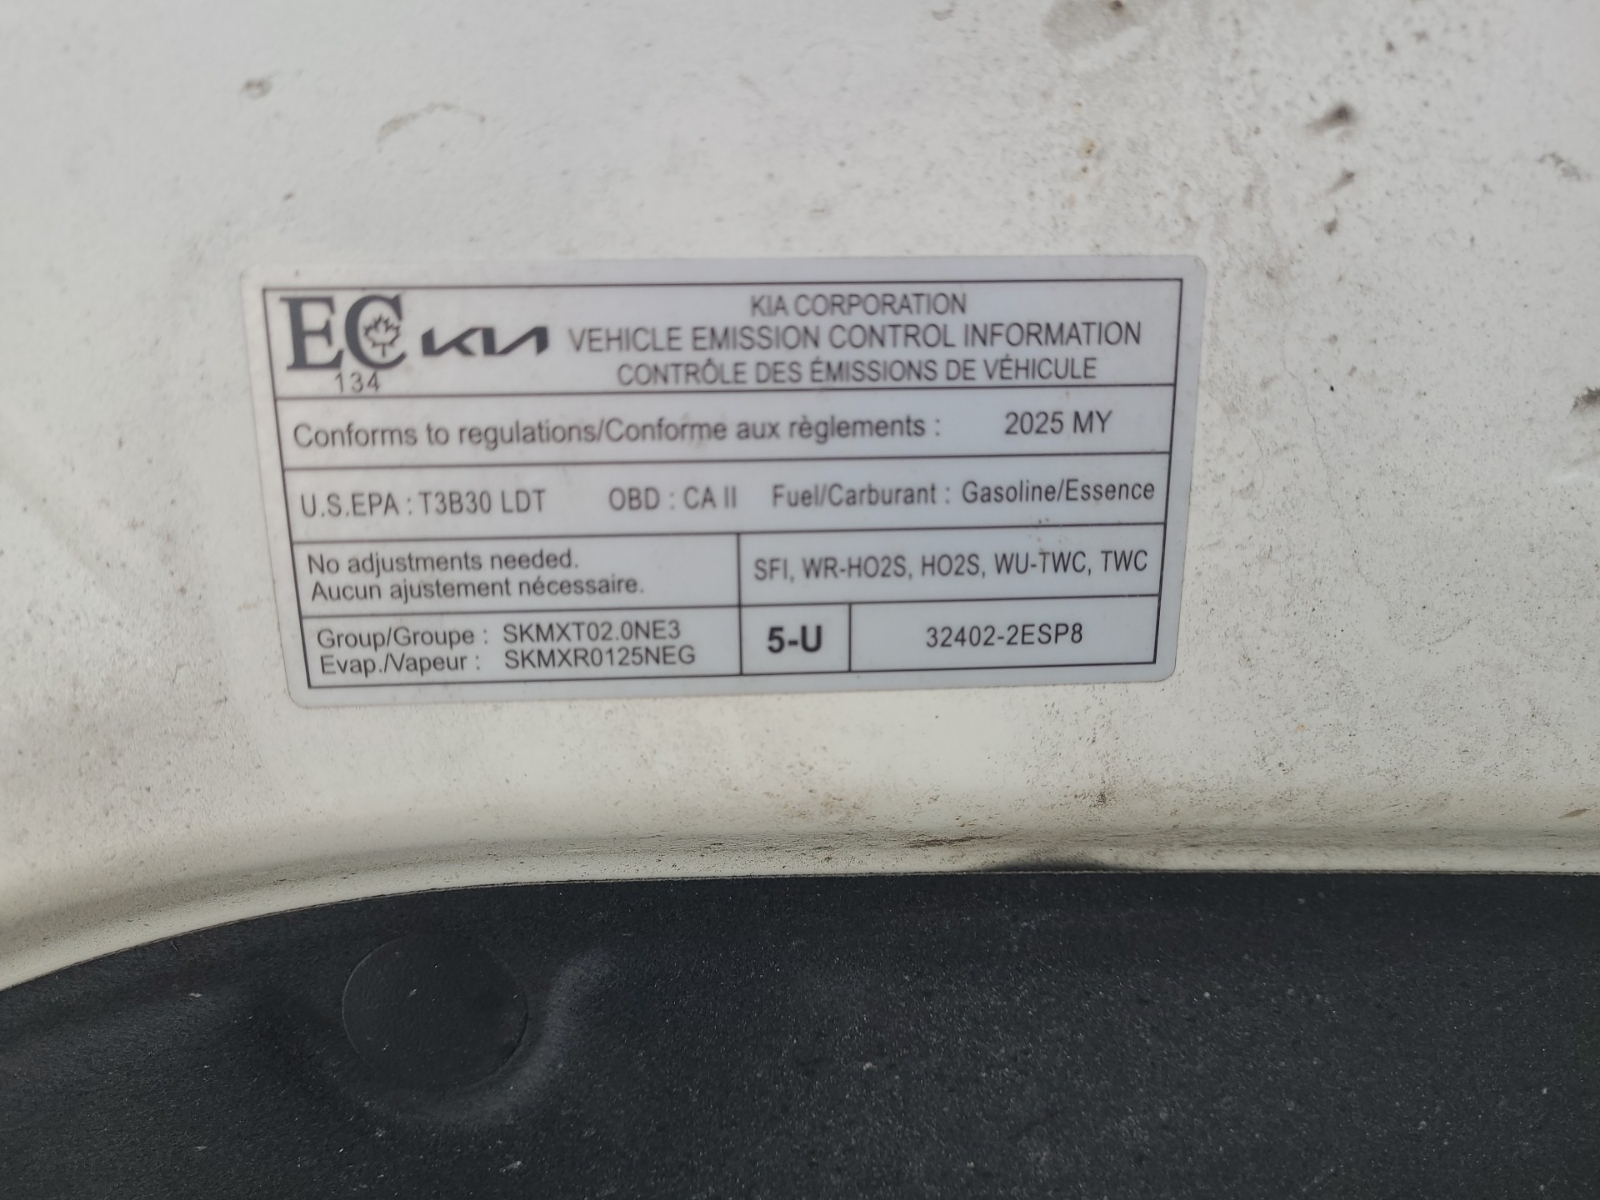 EC KIA
134
KIA CORPORATION
VEHICLE EMISSION CONTROL INFORMATION
CONTRÔLE DES ÉMISSIONS DE VÉHICULE
Conforms to regulations/Conforme aux règlements : 2025 MY
U.S.EPA : T3B30 LDT OBD : CA II Fuel/Carburant : Gasoline/Essence
No adjustments needed.
Aucun ajustement nécessaire.
SFI, WR-HO2S, HO2S, WU-TWC, TWC
Group/Groupe : SKMXT02.0NE3
Evap./Vapeur : SKMXR0125NEG
5-U
32402-2ESP8